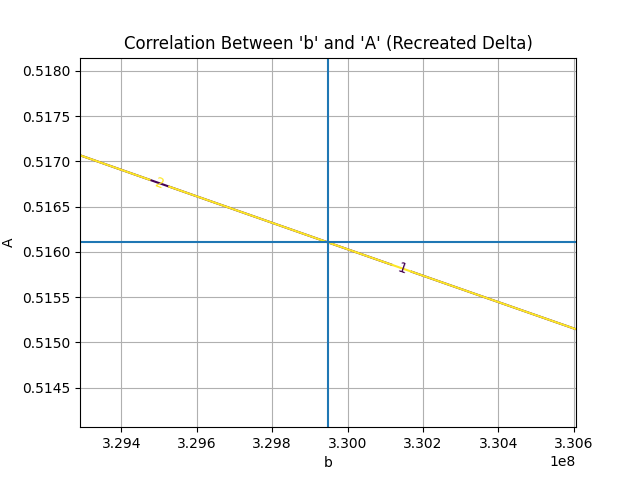 Correlation Between 'b' and 'A' (Recreated Delta)
0.5180
0.5175
0.5170
0.5165
0.5160
0.5155
0.5150
0.5145
A
2
1
3.294 3.296 3.298 3.300 3.302 3.304 3.306
1e8
b